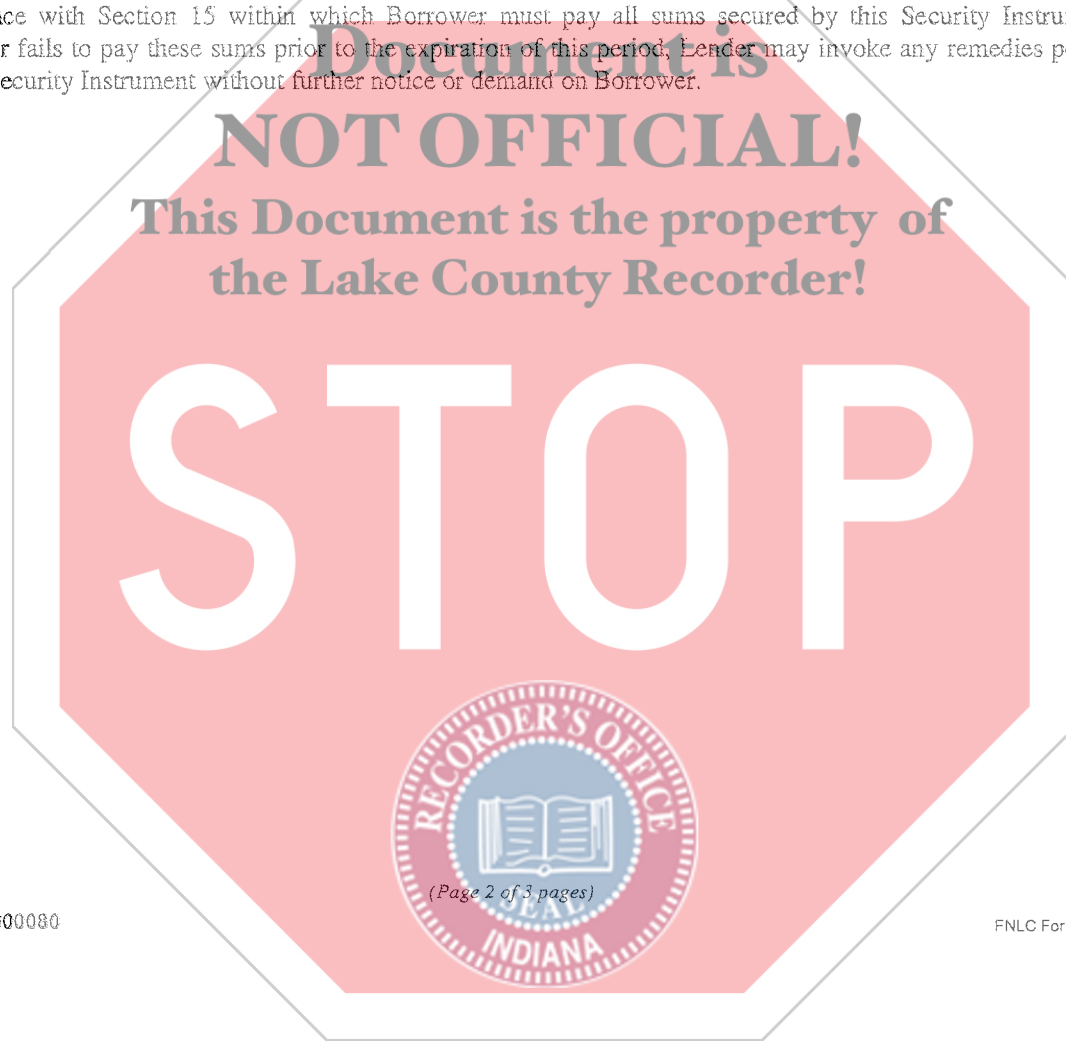 ce with Section 15 within which Borrower must pay all sums secured by this Security Instru
r fails to pay these sums prior to the expiration of this period, Lender may invoke any remedies p
ecurity Instrument without further notice or demand on Borrower.
Document is
NOT OFFICIAL!
This Document is the property of
the Lake County Recorder!
STOP
RECORDER'S OFFICE
(Page 2 of 3 pages)
SEAL
INDIANA
00080
FNLC For